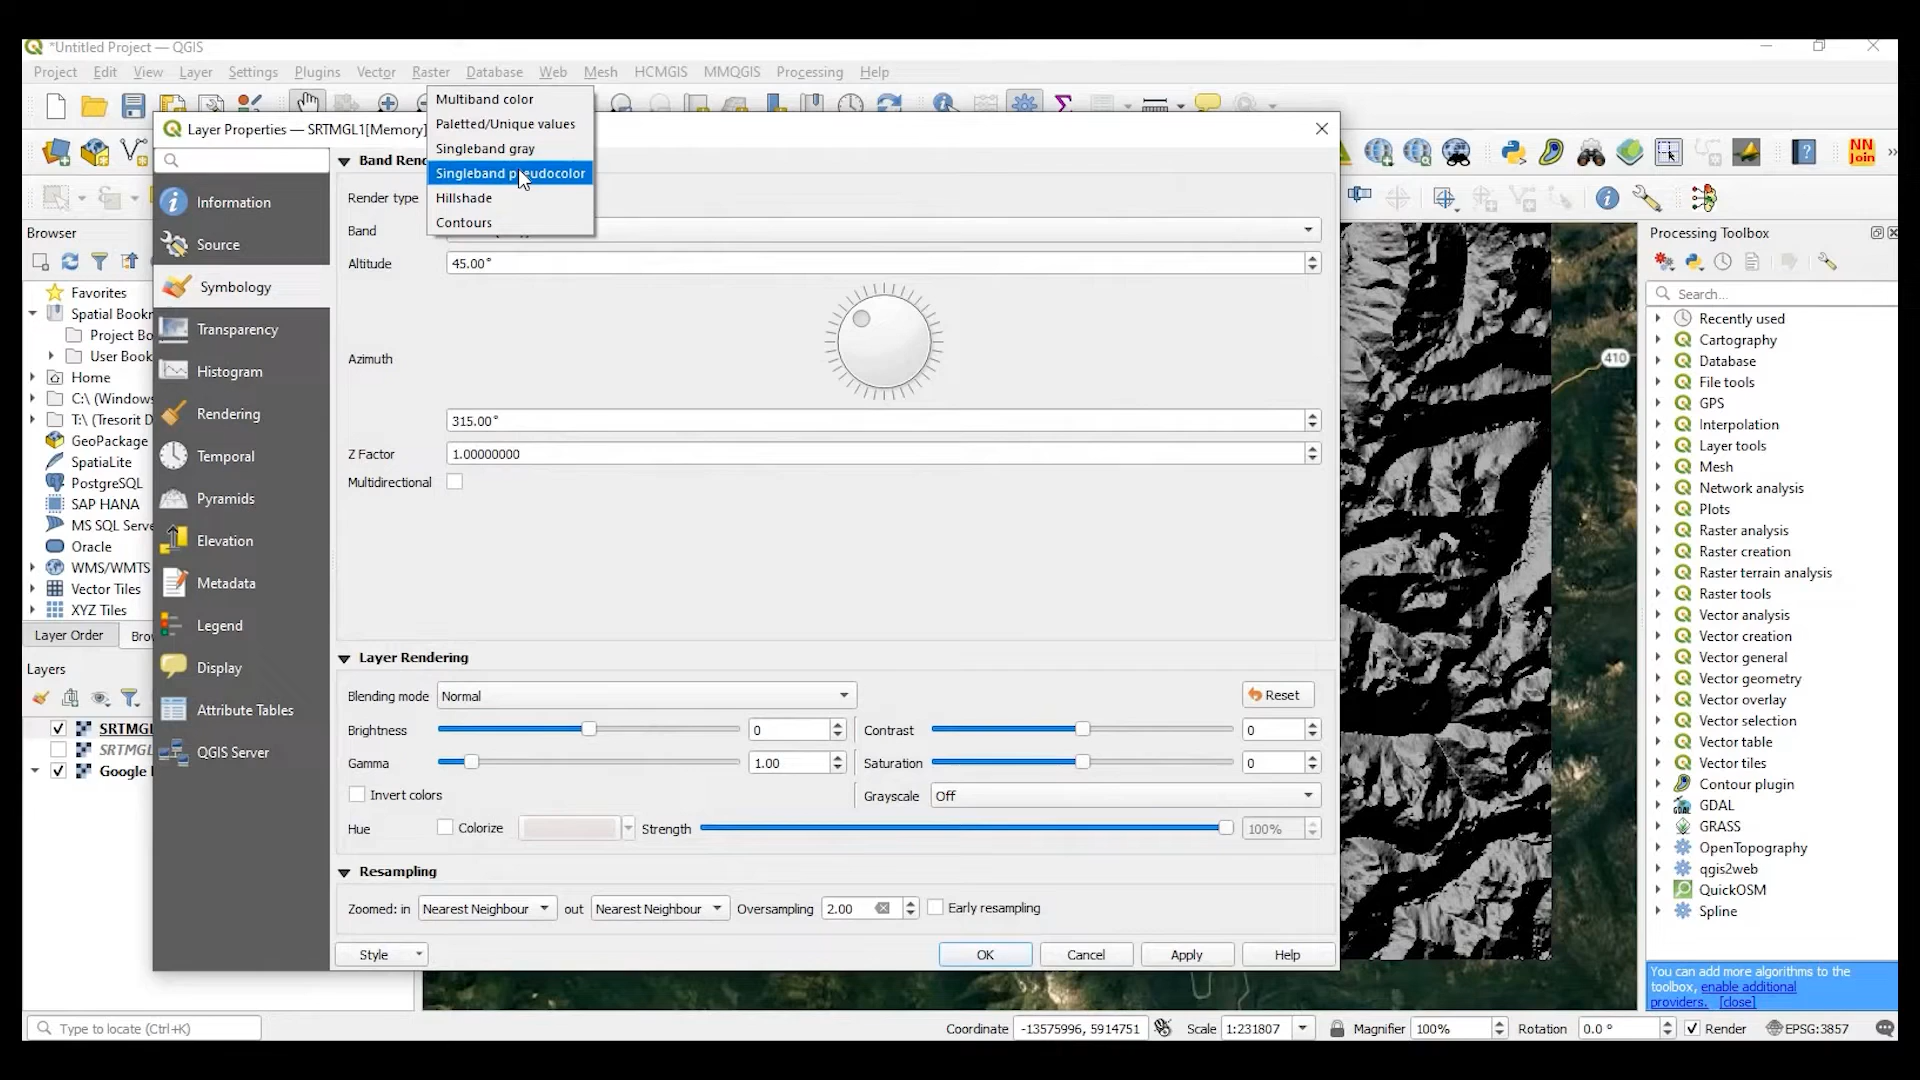 *Untitled Project — QGIS
Project Edit View Layer Settings Plugins Vector Raster Database Web Mesh HCMGIS MMQGIS Processing Help
Multiband color
Paletted/Unique values
Singleband gray
Singleband pseudocolor
Hillshade
Contours
Layer Properties — SRTMGL1[Memory]
Information
Source
Symbology
Transparency
Histogram
Rendering
Temporal
Pyramids
Elevation
Metadata
Legend
Display
Attribute Tables
QGIS Server
Band Ren
Render type
Band
Altitude 45.00°
Azimuth
315.00°
Z Factor 1.00000000
Multidirectional
Layer Rendering
Blending mode Normal Reset
Brightness 0 Contrast 0
Gamma 1.00 Saturation 0
Invert colors Grayscale Off
Hue Colorize Strength 100%
Resampling
Zoomed: in Nearest Neighbour out Nearest Neighbour Oversampling 2.00 Early resampling
Style OK Cancel Apply Help
Browser
Favorites
Spatial Bookr
Project Bo
User Book
Home
C:\ (Windows
T:\ (Tresorit D
GeoPackage
SpatiaLite
PostgreSQL
SAP HANA
MS SQL Serve
Oracle
WMS/WMTS
Vector Tiles
XYZ Tiles
Layer Order Bro
Layers
SRTMGL
SRTMGL
Google
410
NN
Join
Processing Toolbox
Search...
Recently used
Cartography
Database
File tools
GPS
Interpolation
Layer tools
Mesh
Network analysis
Plots
Raster analysis
Raster creation
Raster terrain analysis
Raster tools
Vector analysis
Vector creation
Vector general
Vector geometry
Vector overlay
Vector selection
Vector table
Vector tiles
Contour plugin
GDAL
GRASS
OpenTopography
qgis2web
QuickOSM
Spline
You can add more algorithms to the
toolbox, enable additional
providers. [close]
Type to locate (Ctrl+K) Coordinate -13575996, 5914751 Scale 1:231807 Magnifier 100% Rotation 0.0 ° Render EPSG:3857